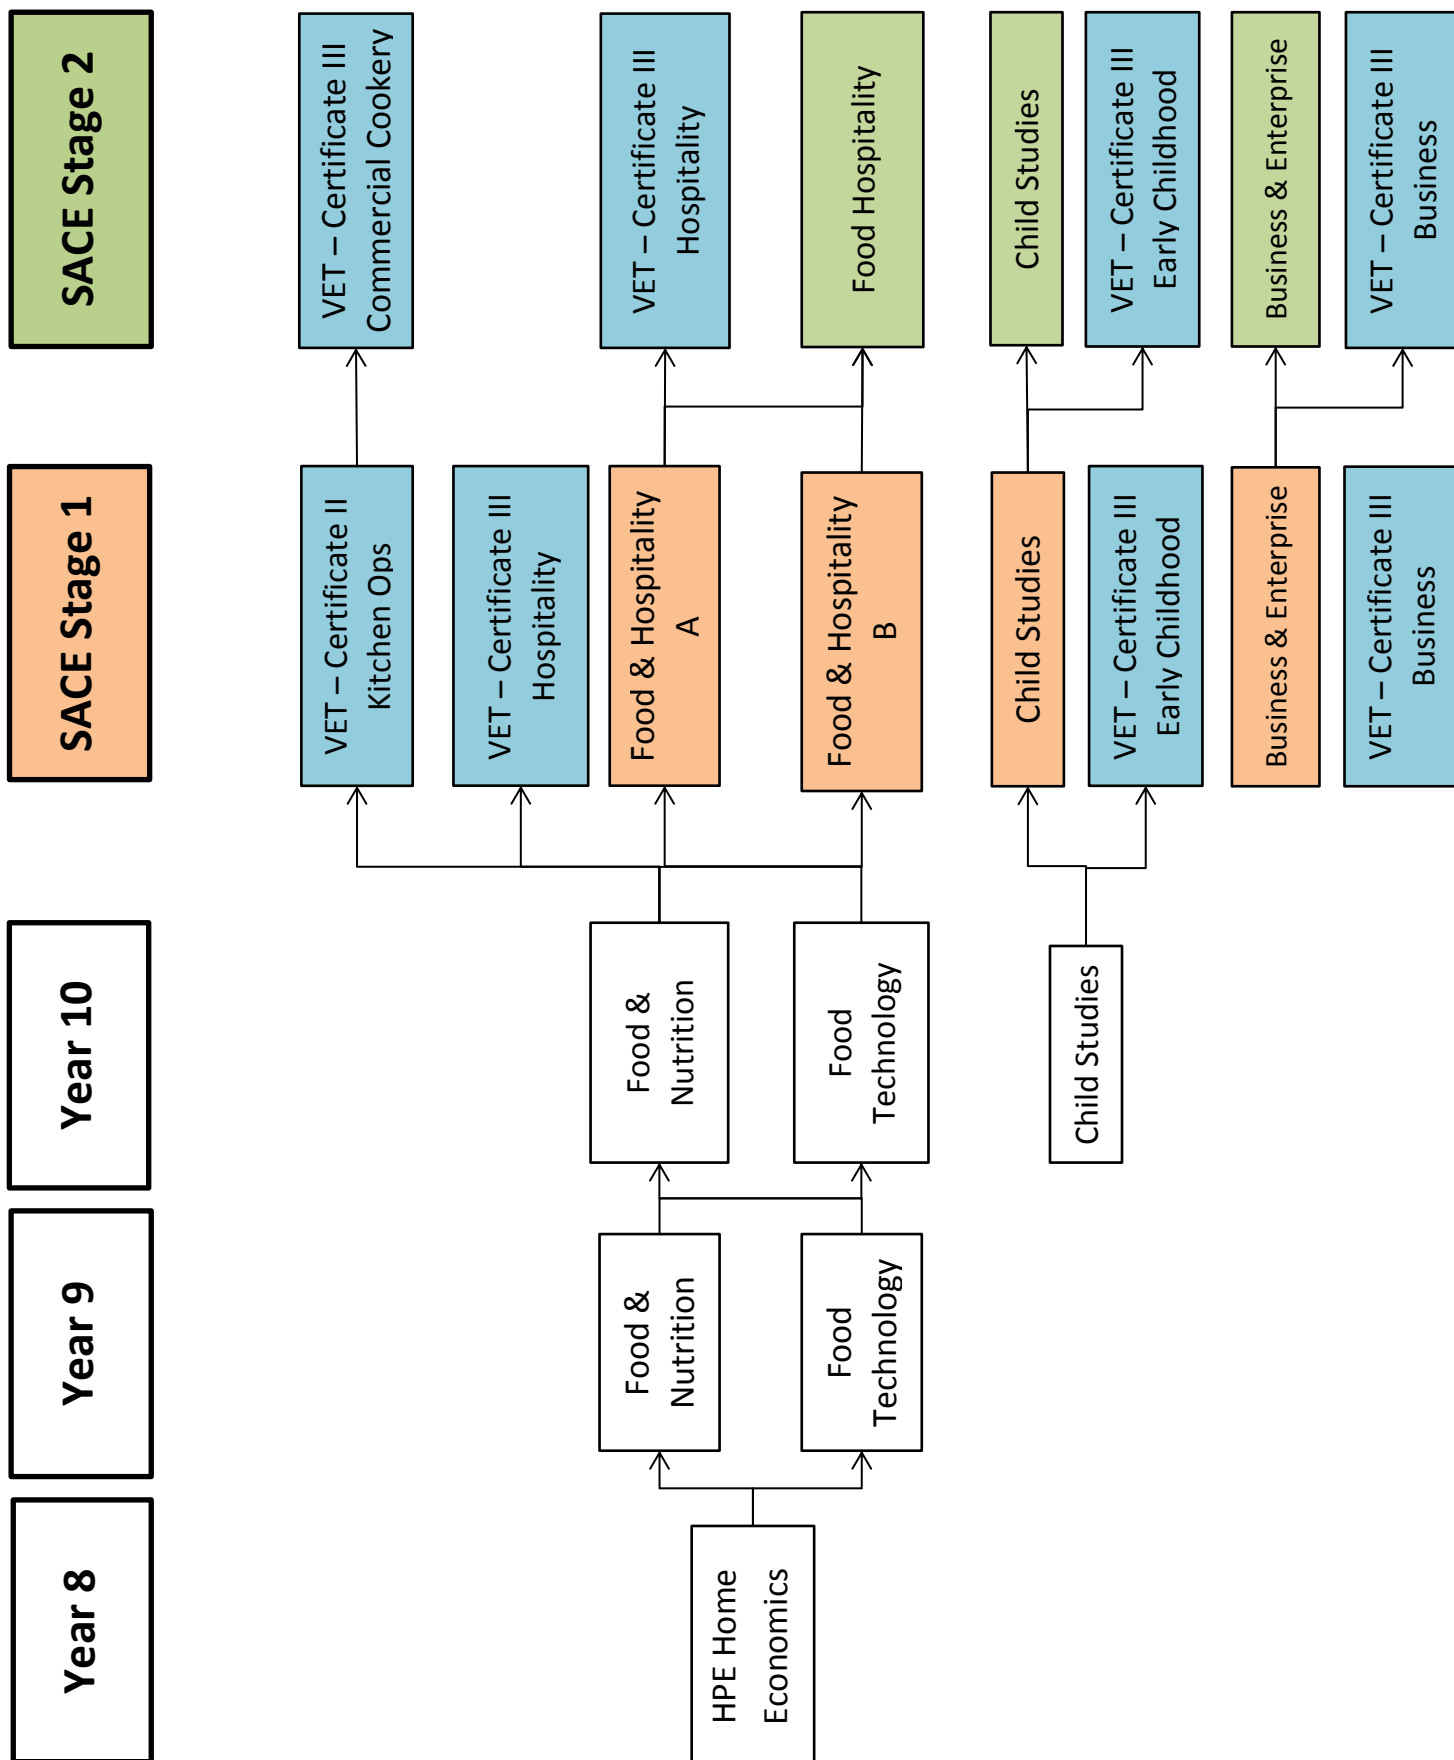 Year 8
Year 9
Year 10
SACE Stage 1
SACE Stage 2
HPE Home
Economics
Food &
Nutrition
Food
Technology
Food &
Nutrition
Food
Technology
Child Studies
VET – Certificate II
Kitchen Ops
VET – Certificate III
Hospitality
Food & Hospitality
A
Food & Hospitality
B
Child Studies
VET – Certificate III
Early Childhood
Business & Enterprise
VET – Certificate III
Business
VET – Certificate III
Commercial Cookery
VET – Certificate III
Hospitality
Food Hospitality
Child Studies
VET – Certificate III
Early Childhood
Business & Enterprise
VET – Certificate III
Business